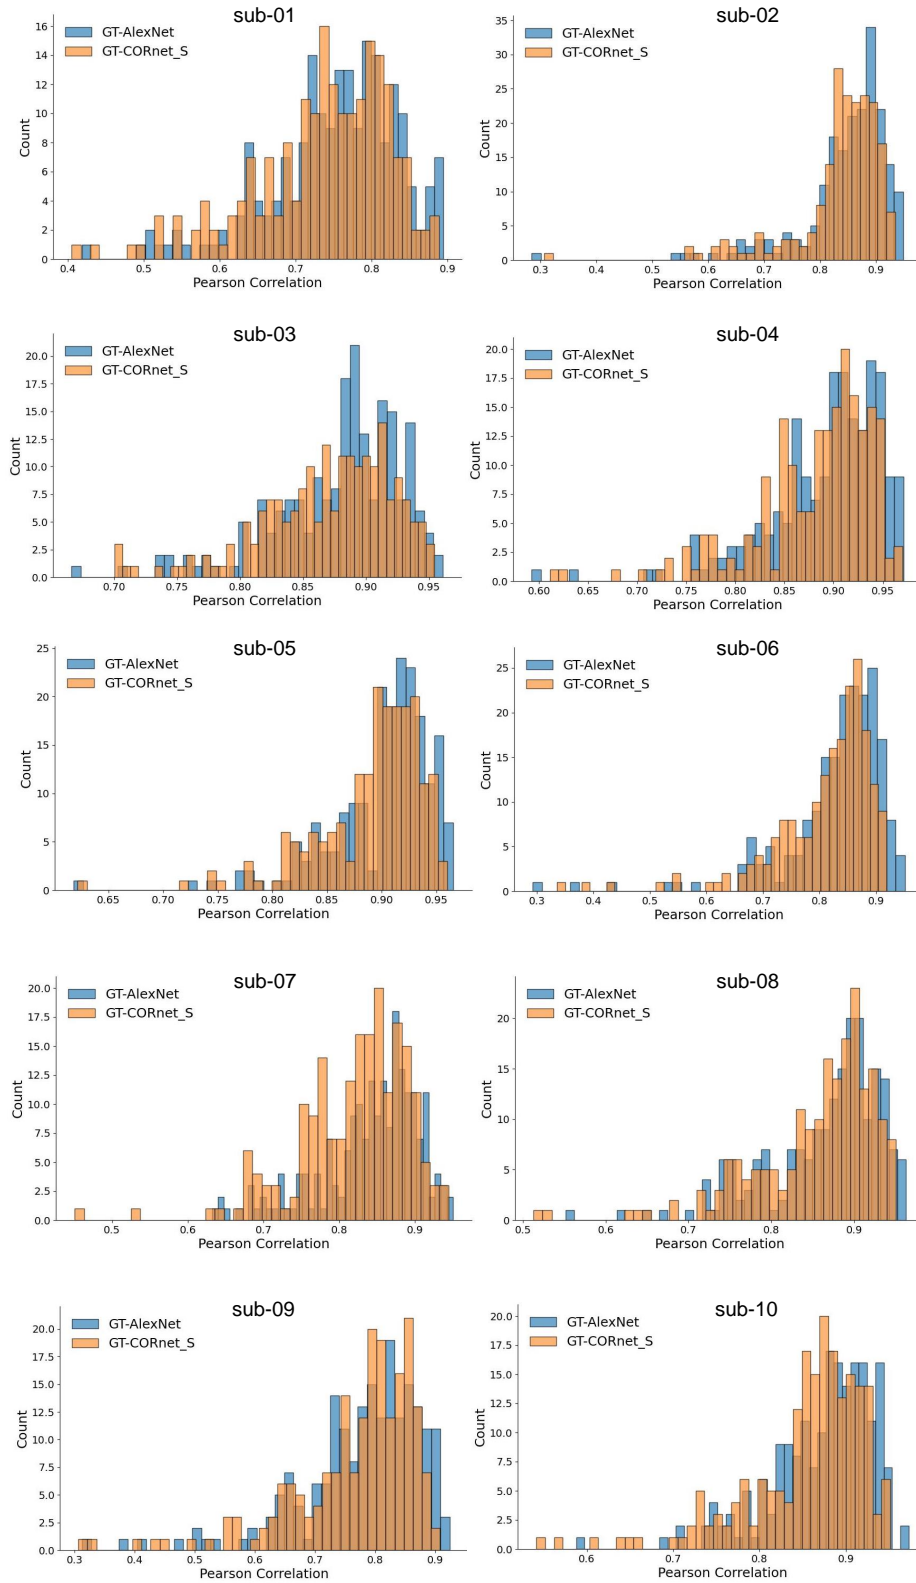 sub-01
GT-AlexNet
GT-CORnet_S
Count
16
14
12
10
8
6
4
2
0
0.4 0.5 0.6 0.7 0.8 0.9
Pearson Correlation
sub-02
GT-AlexNet
GT-CORnet_S
Count
35
30
25
20
15
10
5
0
0.3 0.4 0.5 0.6 0.7 0.8 0.9
Pearson Correlation
sub-03
GT-AlexNet
GT-CORnet_S
Count
20.0
17.5
15.0
12.5
10.0
7.5
5.0
2.5
0.0
0.70 0.75 0.80 0.85 0.90 0.95
Pearson Correlation
sub-04
GT-AlexNet
GT-CORnet_S
Count
20.0
17.5
15.0
12.5
10.0
7.5
5.0
2.5
0.0
0.60 0.65 0.70 0.75 0.80 0.85 0.90 0.95
Pearson Correlation
sub-05
GT-AlexNet
GT-CORnet_S
Count
25
20
15
10
5
0
0.65 0.70 0.75 0.80 0.85 0.90 0.95
Pearson Correlation
sub-06
GT-AlexNet
GT-CORnet_S
Count
25
20
15
10
5
0
0.3 0.4 0.5 0.6 0.7 0.8 0.9
Pearson Correlation
sub-07
GT-AlexNet
GT-CORnet_S
Count
20.0
17.5
15.0
12.5
10.0
7.5
5.0
2.5
0.0
0.5 0.6 0.7 0.8 0.9
Pearson Correlation
sub-08
GT-AlexNet
GT-CORnet_S
Count
20
15
10
5
0
0.5 0.6 0.7 0.8 0.9
Pearson Correlation
sub-09
GT-AlexNet
GT-CORnet_S
Count
20.0
17.5
15.0
12.5
10.0
7.5
5.0
2.5
0.0
0.3 0.4 0.5 0.6 0.7 0.8 0.9
Pearson Correlation
sub-10
GT-AlexNet
GT-CORnet_S
Count
20.0
17.5
15.0
12.5
10.0
7.5
5.0
2.5
0.0
0.6 0.7 0.8 0.9
Pearson Correlation